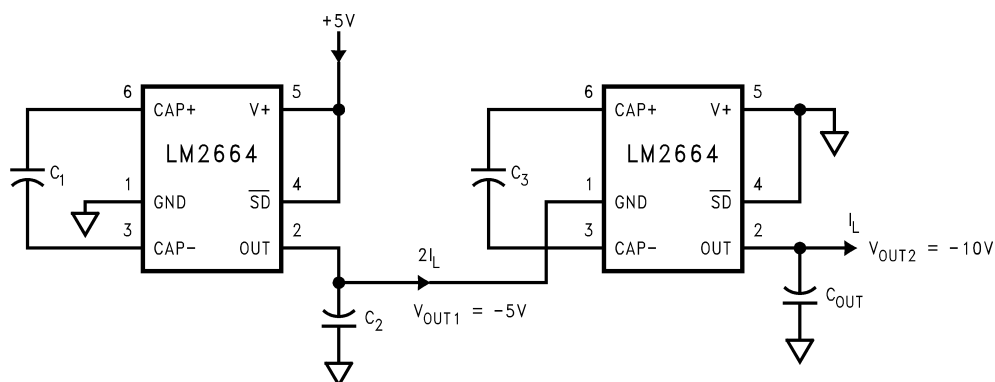 +5V
6
CAP+
V+
5
LM2664
C1
1
GND
SD
4
3
CAP-
OUT
2
2IL
VOUT1 = -5V
C2
6
CAP+
V+
5
LM2664
C3
1
GND
SD
4
3
CAP-
OUT
2
IL
VOUT2 = -10V
COUT